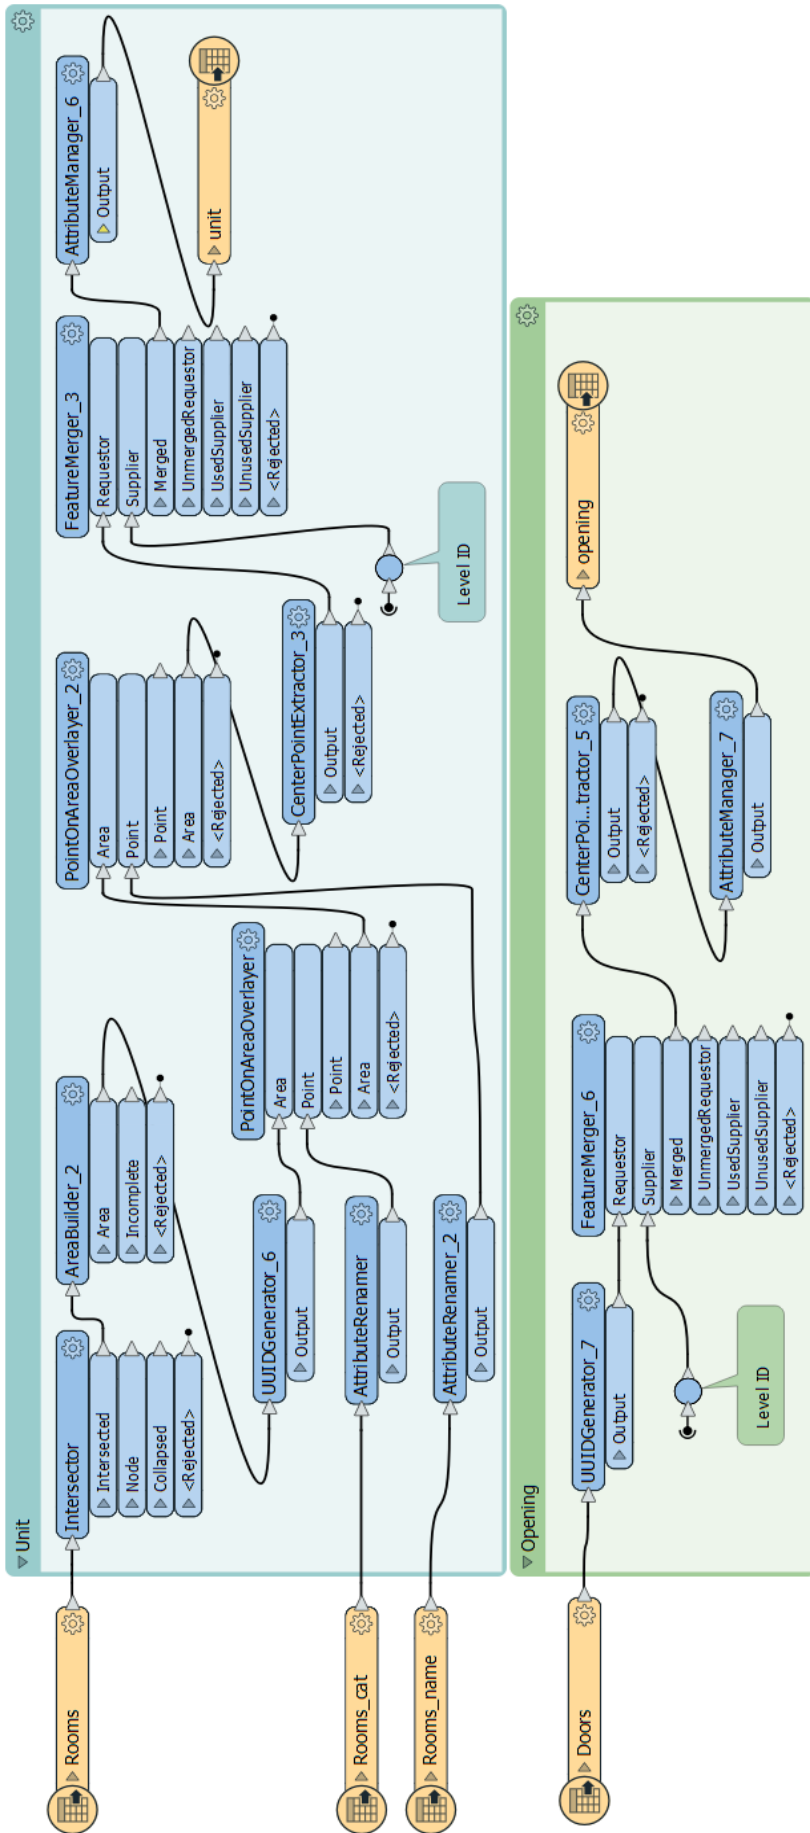 Unit
Rooms
Intersector
Intersected
Node
Collapsed
<Rejected>
AreaBuilder_2
Area
Incomplete
<Rejected>
UUIDGenerator_6
Output
Rooms_cat
AttributeRenamer
Output
Rooms_name
AttributeRenamer_2
Output
PointOnAreaOverlayer
Area
Point
Point
Area
<Rejected>
PointOnAreaOverlayer_2
Area
Point
Point
Area
<Rejected>
CenterPointExtractor_3
Output
<Rejected>
Level ID
FeatureMerger_3
Requestor
Supplier
Merged
UnmergedRequestor
UsedSupplier
UnusedSupplier
<Rejected>
AttributeManager_6
Output
unit
Opening
Doors
UUIDGenerator_7
Output
Level ID
FeatureMerger_6
Requestor
Supplier
Merged
UnmergedRequestor
UsedSupplier
UnusedSupplier
<Rejected>
CenterPoi...tractor_5
Output
<Rejected>
AttributeManager_7
Output
opening